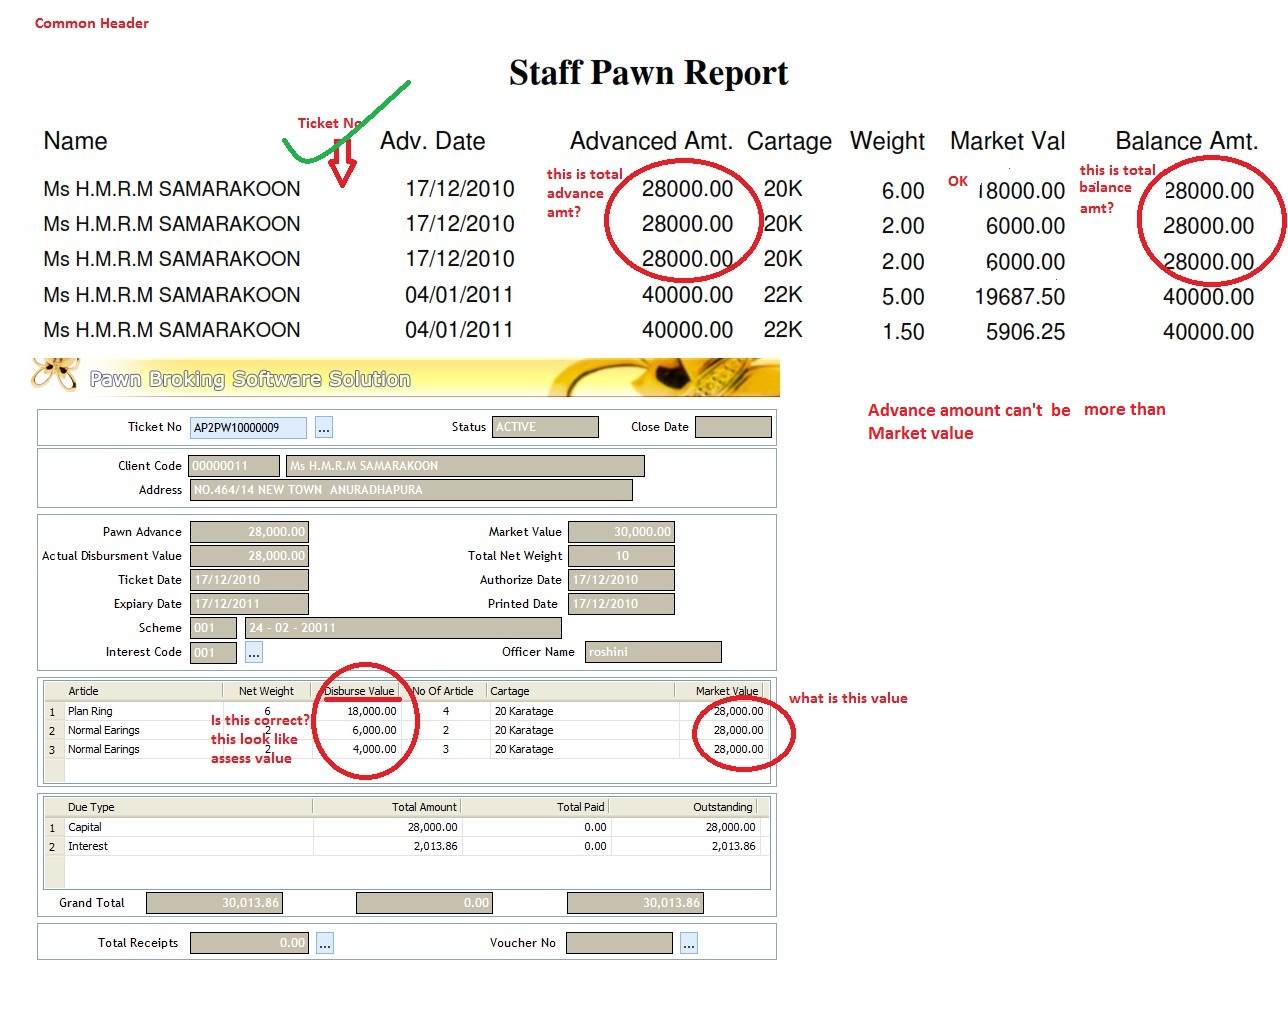 Common Header
Staff Pawn Report
Name Ticket No Adv. Date Advanced Amt. Cartage Weight Market Val Balance Amt.
this is total advance amt?
OK
this is total balance amt?
Ms H.M.R.M SAMARAKOON 17/12/2010 28000.00 20K 6.00 18000.00 28000.00
Ms H.M.R.M SAMARAKOON 17/12/2010 28000.00 20K 2.00 6000.00 28000.00
Ms H.M.R.M SAMARAKOON 17/12/2010 28000.00 20K 2.00 6000.00 28000.00
Ms H.M.R.M SAMARAKOON 04/01/2011 40000.00 22K 5.00 19687.50 40000.00
Ms H.M.R.M SAMARAKOON 04/01/2011 40000.00 22K 1.50 5906.25 40000.00
Pawn Broking Software Solution
Advance amount can't be more than
Market value
Ticket No AP2PW10000009 ... Status ACTIVE Close Date
Client Code 00000011 Ms H.M.R.M SAMARAKOON
Address NO.464/14 NEW TOWN ANURADHAPURA
Pawn Advance 28,000.00 Market Value 30,000.00
Actual Disbursment Value 28,000.00 Total Net Weight 10
Ticket Date 17/12/2010 Authorize Date 17/12/2010
Expiary Date 17/12/2011 Printed Date 17/12/2010
Scheme 001 24 - 02 - 20011
Interest Code 001 ... Officer Name roshini
Article Net Weight Disburse Value No Of Article Cartage Market Value
what is this value
1 Plan Ring 6 18,000.00 4 20 Karatage 28,000.00
2 Normal Earings 2 6,000.00 2 20 Karatage 28,000.00
3 Normal Earings 2 4,000.00 3 20 Karatage 28,000.00
Is this correct?
this look like
assess value
Due Type Total Amount Total Paid Outstanding
1 Capital 28,000.00 0.00 28,000.00
2 Interest 2,013.86 0.00 2,013.86
Grand Total 30,013.86 0.00 30,013.86
Total Receipts 0.00 ... Voucher No ...